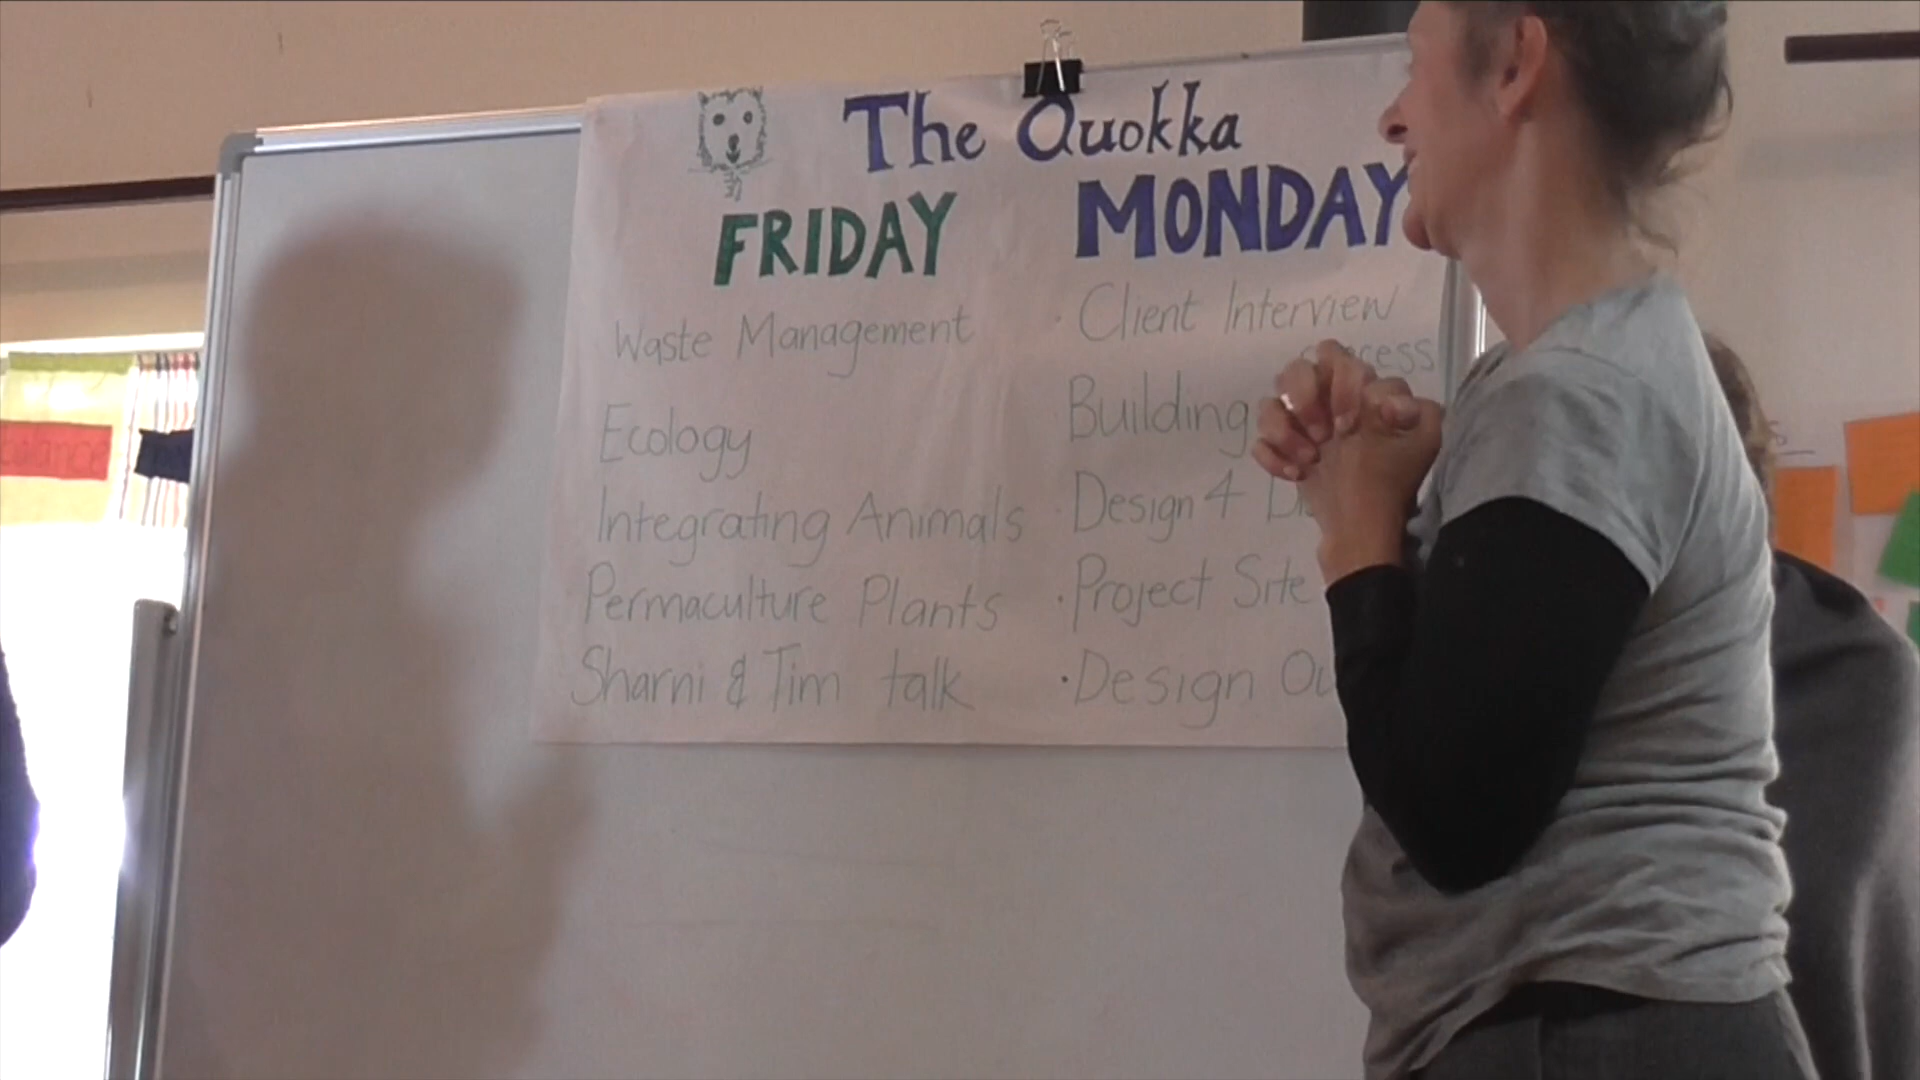 The Quokka
FRIDAY
Waste Management
Ecology
Integrating Animals
Permaculture Plants
Sharni & Tim talk
MONDAY
· Client Interview
Building
· Design 4
· Project Site
· Design